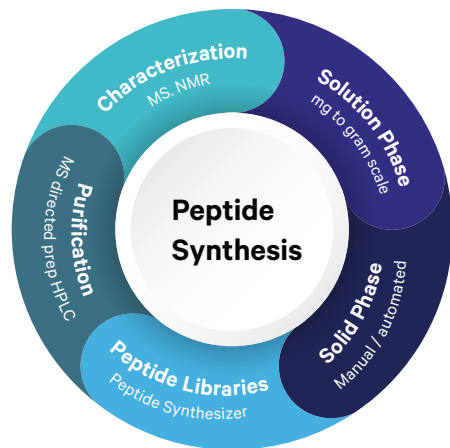 Peptide
Synthesis
Characterization
MS. NMR
Solution Phase
mg to gram scale
Solid Phase
Manual / automated
Peptide Libraries
Peptide Synthesizer
Purification
MS directed prep HPLC